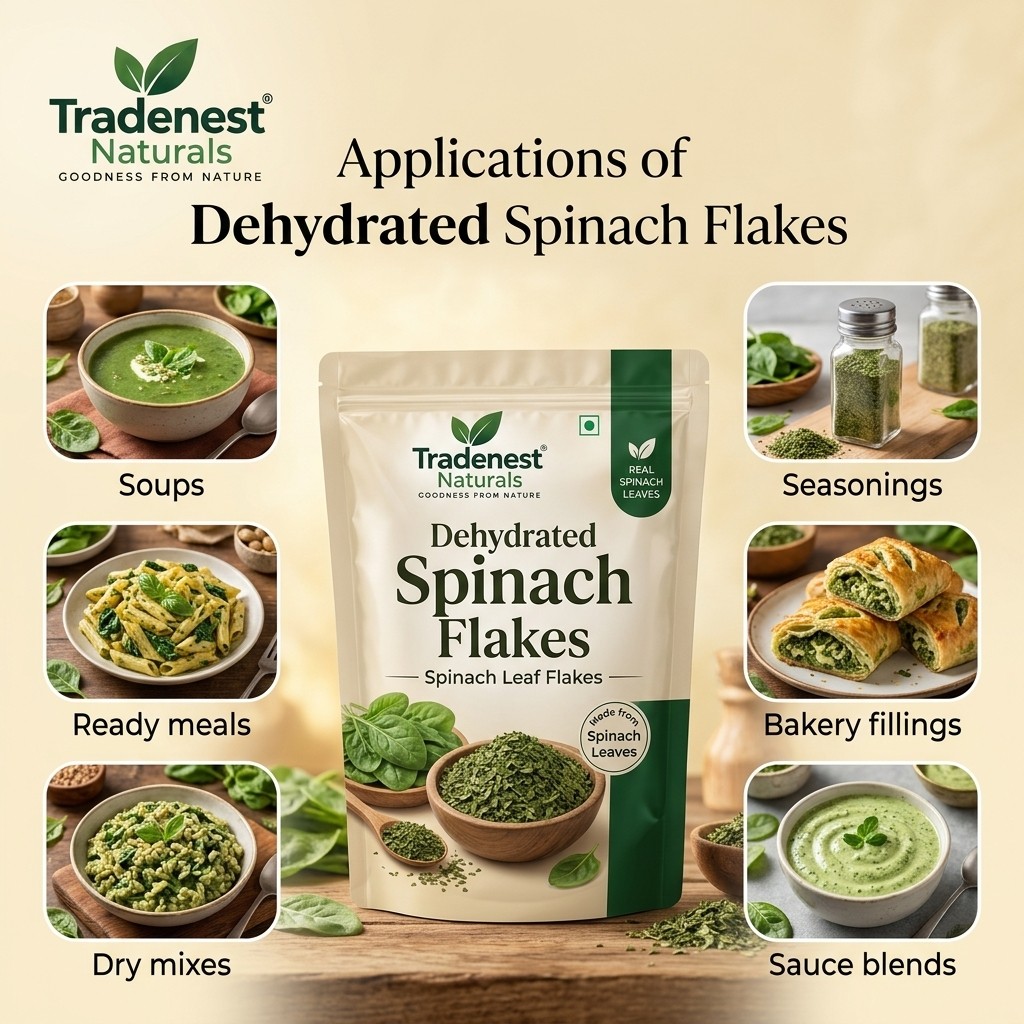 Tradenest®
Naturals
GOODNESS FROM NATURE
Applications of
Dehydrated Spinach Flakes
Soups
Ready meals
Dry mixes
Tradenest®
Naturals
GOODNESS FROM NATURE
REAL
SPINACH
LEAVES
Dehydrated
Spinach
Flakes
Spinach Leaf Flakes
Made from
Spinach
Leaves
Seasonings
Bakery fillings
Sauce blends